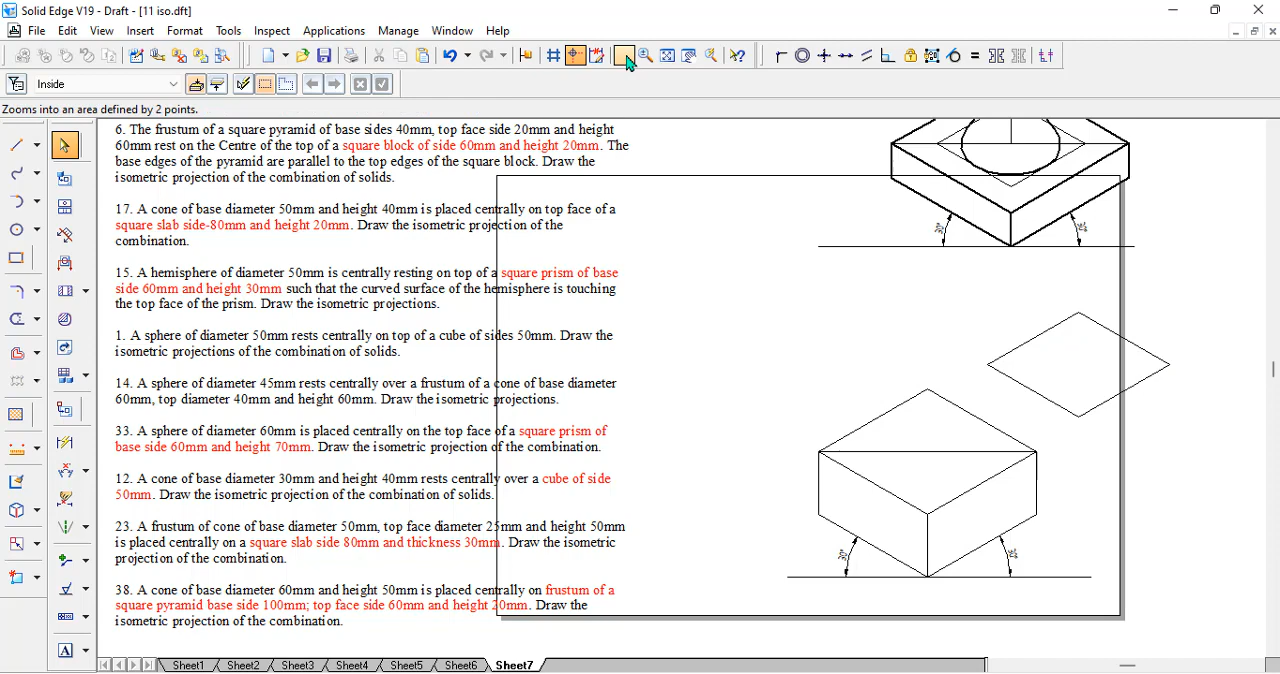 Solid Edge V19 - Draft - [11 iso.dft]
File Edit View Insert Format Tools Inspect Applications Manage Window Help
Inside
Zooms into an area defined by 2 points.
6. The frustum of a square pyramid of base sides 40mm, top face side 20mm and height
60mm rest on the Centre of the top of a square block of side 60mm and height 20mm. The
base edges of the pyramid are parallel to the top edges of the square block. Draw the
isometric projection of the combination of solids.
17. A cone of base diameter 50mm and height 40mm is placed centrally on top face of a
square slab side-80mm and height 20mm. Draw the isometric projection of the
combination.
15. A hemisphere of diameter 50mm is centrally resting on top of a square prism of base
side 60mm and height 30mm such that the curved surface of the hemisphere is touching
the top face of the prism. Draw the isometric projections.
1. A sphere of diameter 50mm rests centrally on top of a cube of sides 50mm. Draw the
isometric projections of the combination of solids.
14. A sphere of diameter 45mm rests centrally over a frustum of a cone of base diameter
60mm, top diameter 40mm and height 60mm. Draw the isometric projections.
33. A sphere of diameter 60mm is placed centrally on the top face of a square prism of
base side 60mm and height 70mm. Draw the isometric projection of the combination.
12. A cone of base diameter 30mm and height 40mm rests centrally over a cube of side
50mm. Draw the isometric projection of the combination of solids.
23. A frustum of cone of base diameter 50mm, top face diameter 25mm and height 50mm
is placed centrally on a square slab side 80mm and thickness 30mm. Draw the isometric
projection of the combination.
38. A cone of base diameter 60mm and height 50mm is placed centrally on frustum of a
square pyramid base side 100mm; top face side 60mm and height 20mm. Draw the
isometric projection of the combination.
30° 30°
30° 30°
A
Sheet1 Sheet2 Sheet3 Sheet4 Sheet5 Sheet6 Sheet7